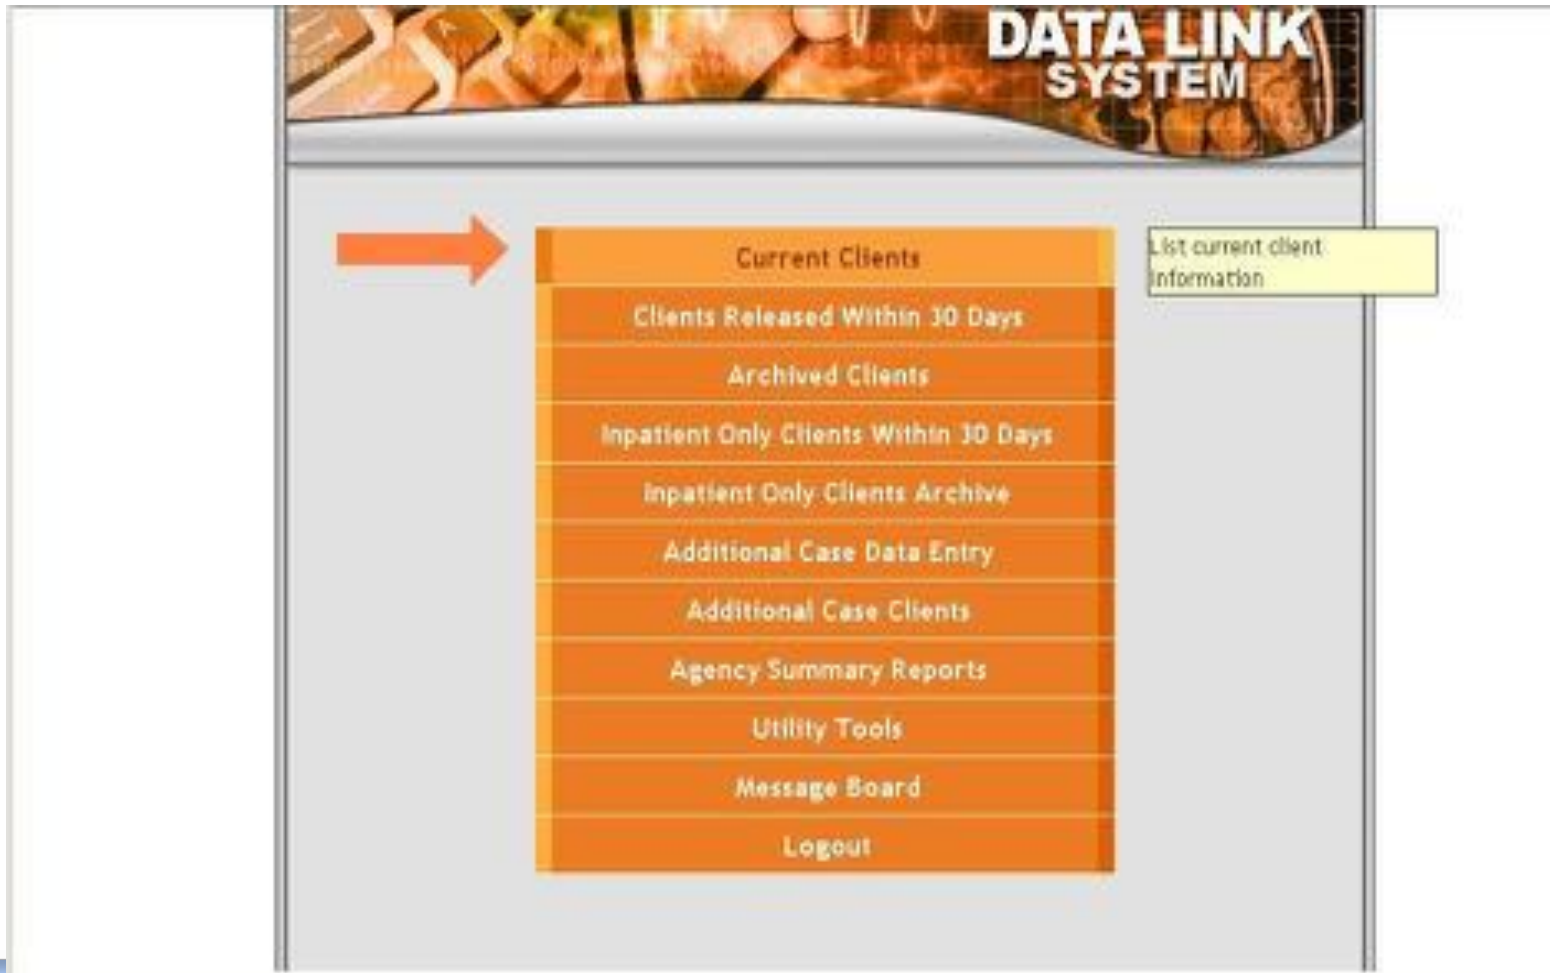 DATA LINK
SYSTEM
Current Clients
List current client
information
Clients Released Within 30 Days
Archived Clients
Inpatient Only Clients Within 30 Days
Inpatient Only Clients Archive
Additional Case Data Entry
Additional Case Clients
Agency Summary Reports
Utility Tools
Message Board
Logout